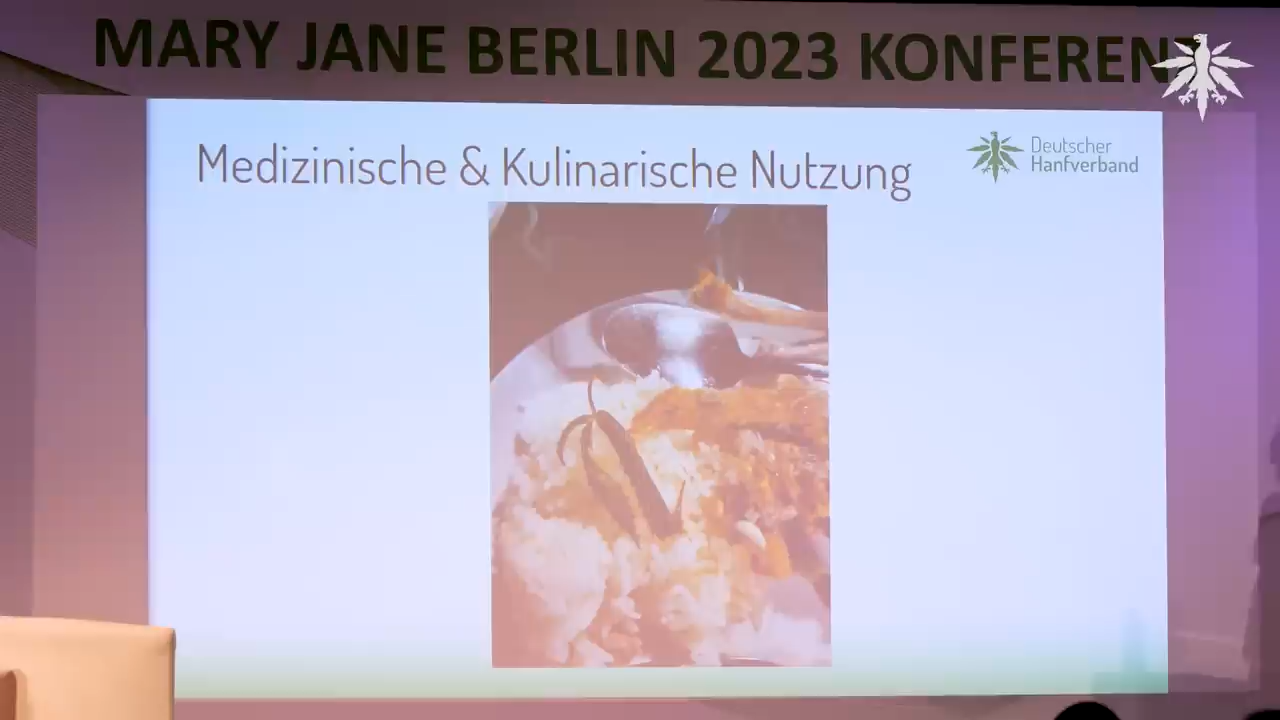 MARY JANE BERLIN 2023 KONFEREN
Medizinische & Kulinarische Nutzung
Deutscher
Hanfverband